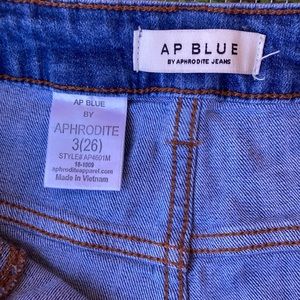 AP BLUE
BY APHRODITE JEANS
AP BLUE
BY
APHRODITE
3(26)
STYLE#AP4601M
18-1009
aphroditeapparel.com
Made in Vietnam